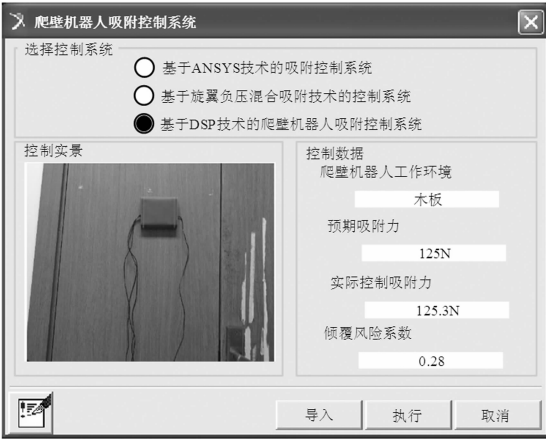 爬壁机器人吸附控制系统
选择控制系统
基于ANSYS技术的吸附控制系统
基于旋翼负压混合吸附技术的控制系统
基于DSP技术的爬壁机器人吸附控制系统
控制实景
控制数据
爬壁机器人工作环境
木板
预期吸附力
125N
实际控制吸附力
125.3N
倾覆风险系数
0.28
导入
执行
取消